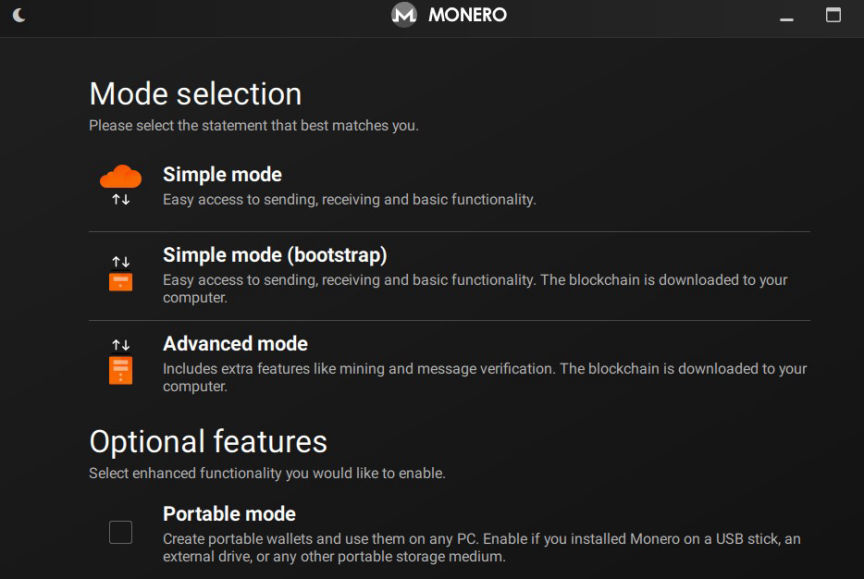 MONERO
Mode selection
Please select the statement that best matches you.
Simple mode
Easy access to sending, receiving and basic functionality.
Simple mode (bootstrap)
Easy access to sending, receiving and basic functionality. The blockchain is downloaded to your
computer.
Advanced mode
Includes extra features like mining and message verification. The blockchain is downloaded to your
computer.
Optional features
Select enhanced functionality you would like to enable.
Portable mode
Create portable wallets and use them on any PC. Enable if you installed Monero on a USB stick, an
external drive, or any other portable storage medium.